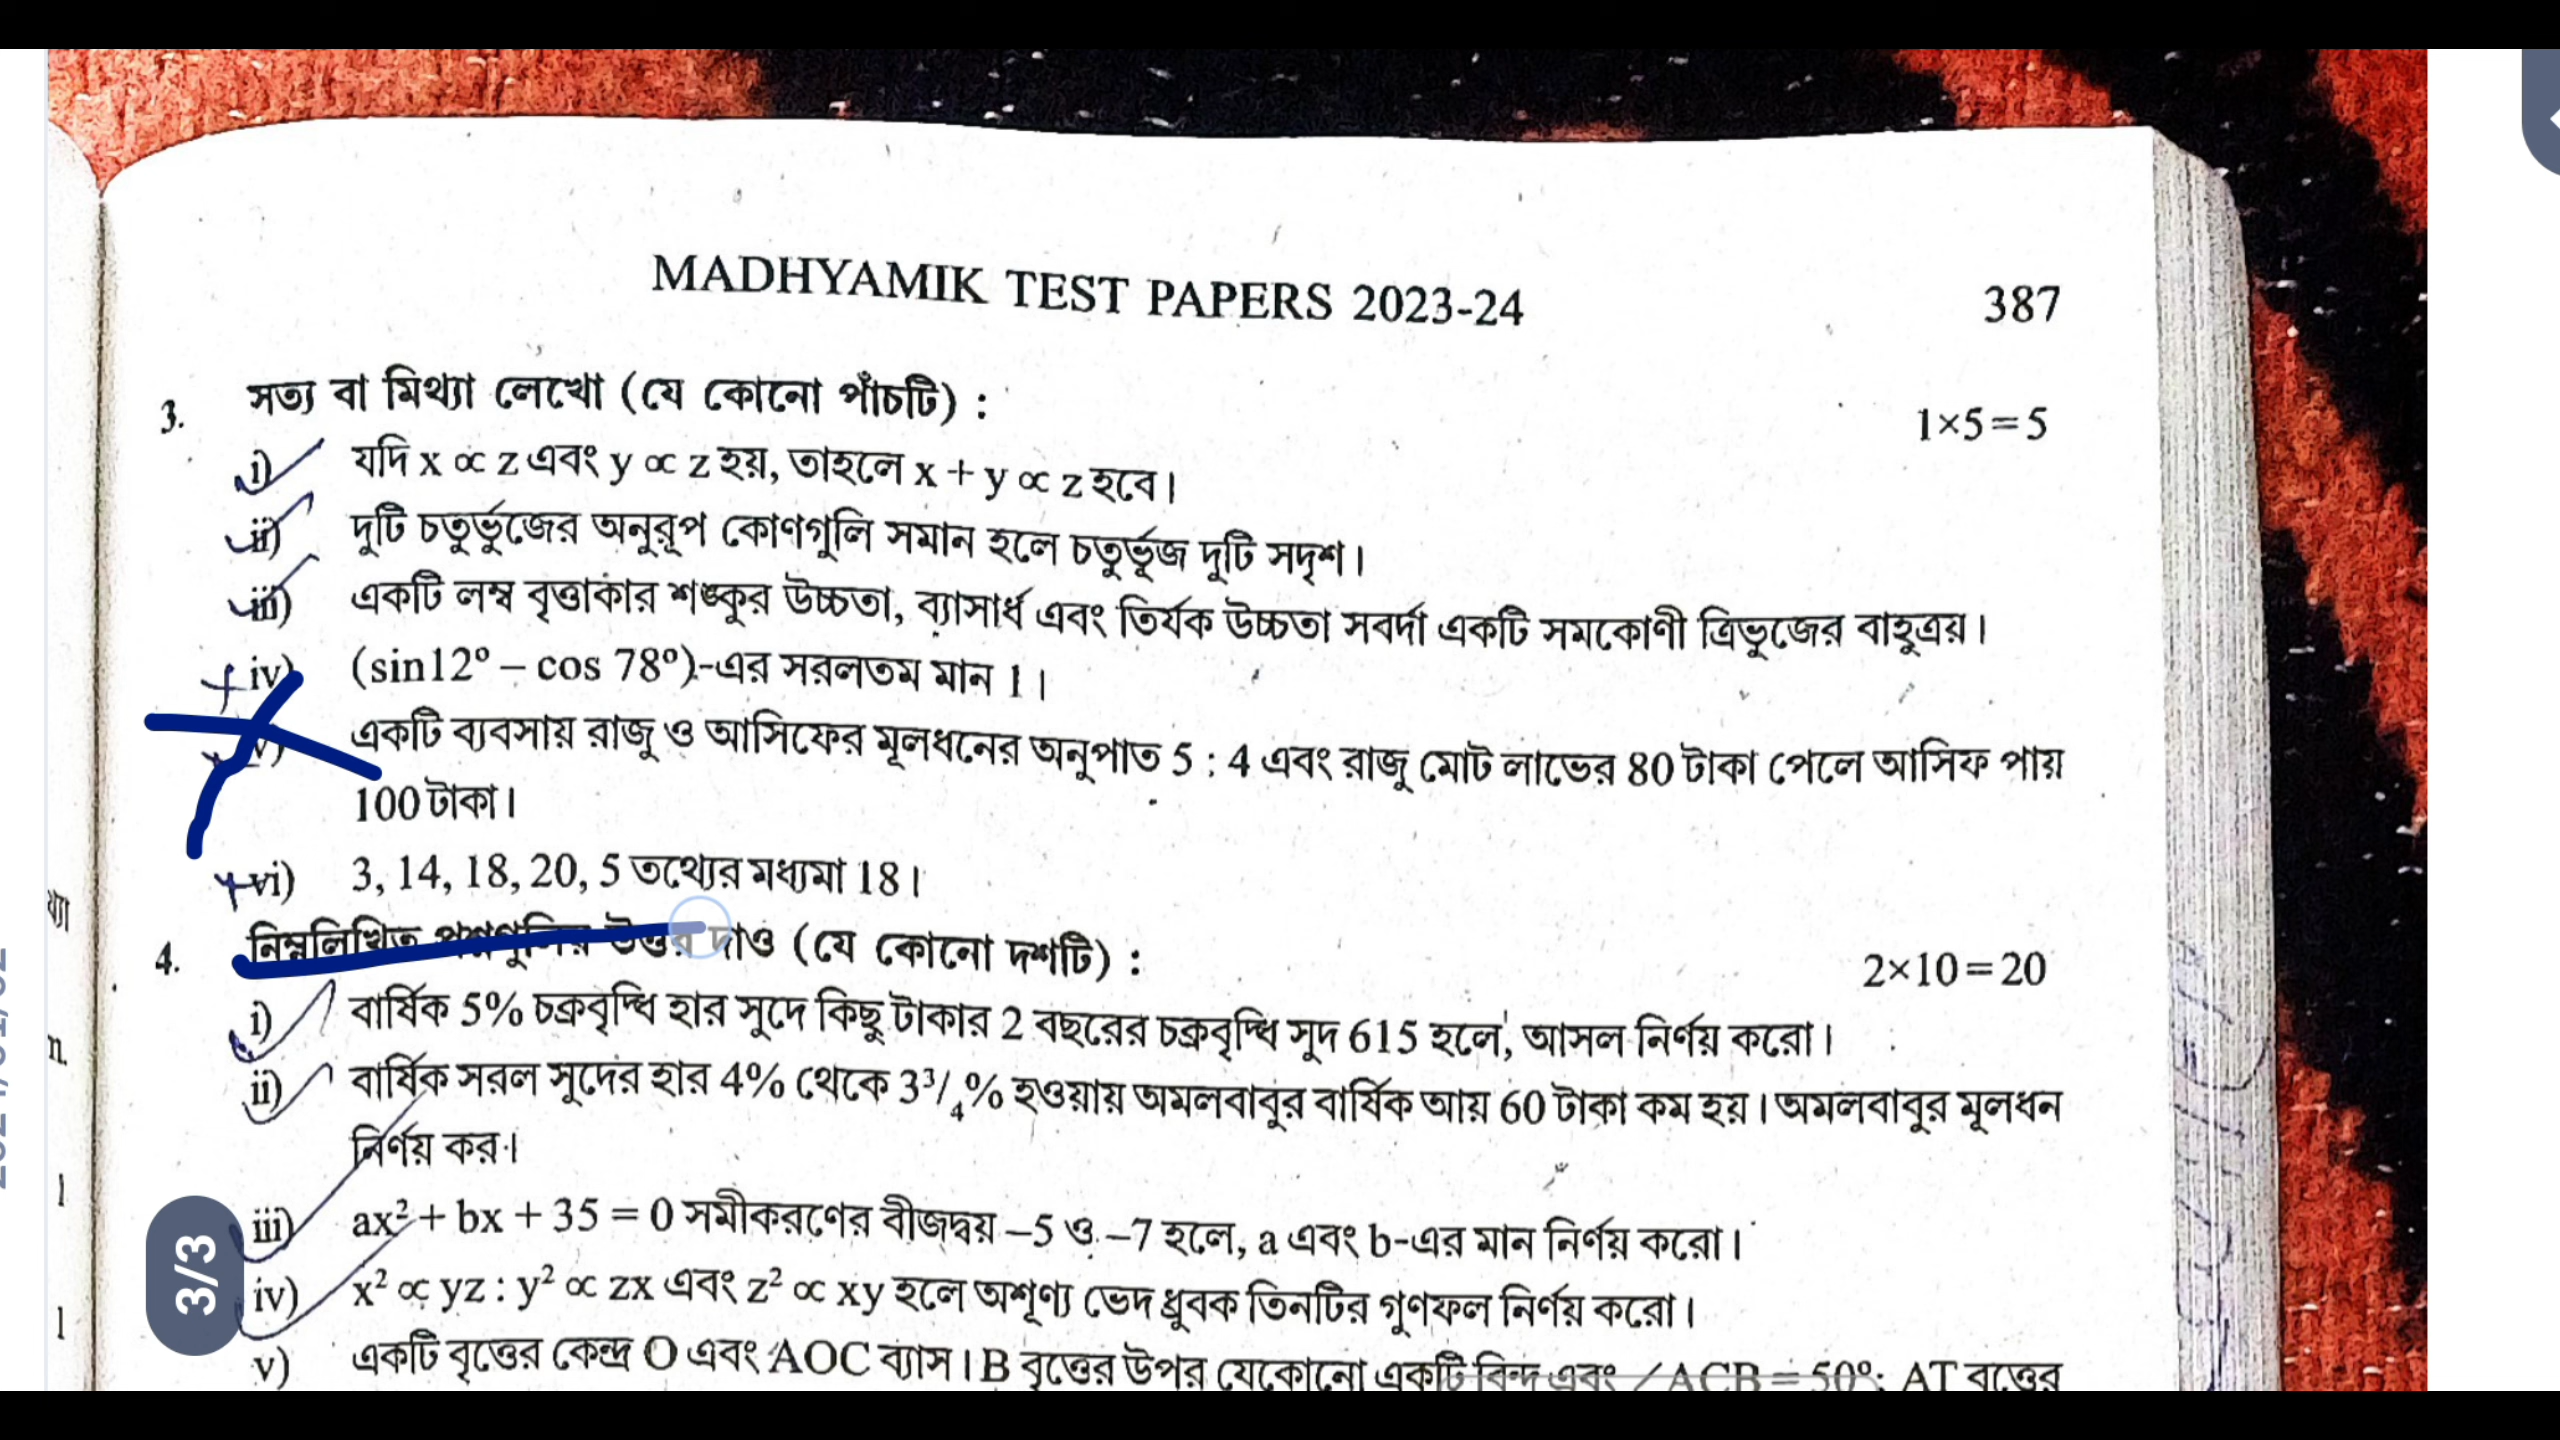 MADHYAMIK TEST PAPERS 2023-24 387
3. সত্য বা মিথ্যা লেখো (যে কোনো পাঁচটি) : 1×5=5
i) যদি x ∝ z এবং y ∝ z হয়, তাহলে x + y ∝ z হবে।
ii) দুটি চতুর্ভুজের অনুরূপ কোণগুলি সমান হলে চতুর্ভূজ দুটি সদৃশ।
iii) একটি লম্ব বৃত্তাকার শঙ্কুর উচ্চতা, ব্যাসার্ধ এবং তির্যক উচ্চতা সবর্দা একটি সমকোণী ত্রিভুজের বাহুত্রয়।
iv) (sin12° – cos 78°)-এর সরলতম মান 1।
v) একটি ব্যবসায় রাজু ও আসিফের মূলধনের অনুপাত 5 : 4 এবং রাজু মোট লাভের 80 টাকা পেলে আসিফ পায়
100 টাকা।
vi) 3, 14, 18, 20, 5 তথ্যের মধ্যমা 18।
4. নিম্নলিখিত প্রশ্নগুলির উত্তর দাও (যে কোনো দশটি) : 2×10=20
i) বার্ষিক 5% চক্রবৃদ্ধি হার সুদে কিছু টাকার 2 বছরের চক্রবৃদ্ধি সুদ 615 হলে, আসল নির্ণয় করো।
ii) বার্ষিক সরল সুদের হার 4% থেকে 3³/₄% হওয়ায় অমলবাবুর বার্ষিক আয় 60 টাকা কম হয়। অমলবাবুর মূলধন
নির্ণয় কর।
iii) ax² + bx + 35 = 0 সমীকরণের বীজদ্বয় –5 ও –7 হলে, a এবং b-এর মান নির্ণয় করো।
iv) x² ∝ yz : y² ∝ zx এবং z² ∝ xy হলে অশূণ্য ভেদ ধ্রুবক তিনটির গুণফল নির্ণয় করো।
v) একটি বৃত্তের কেন্দ্র O এবং AOC ব্যাস। B বৃত্তের উপর যেকোনো একটি বিন্দু এবং ∠ACB = 50°; AT বৃত্তের
3/3